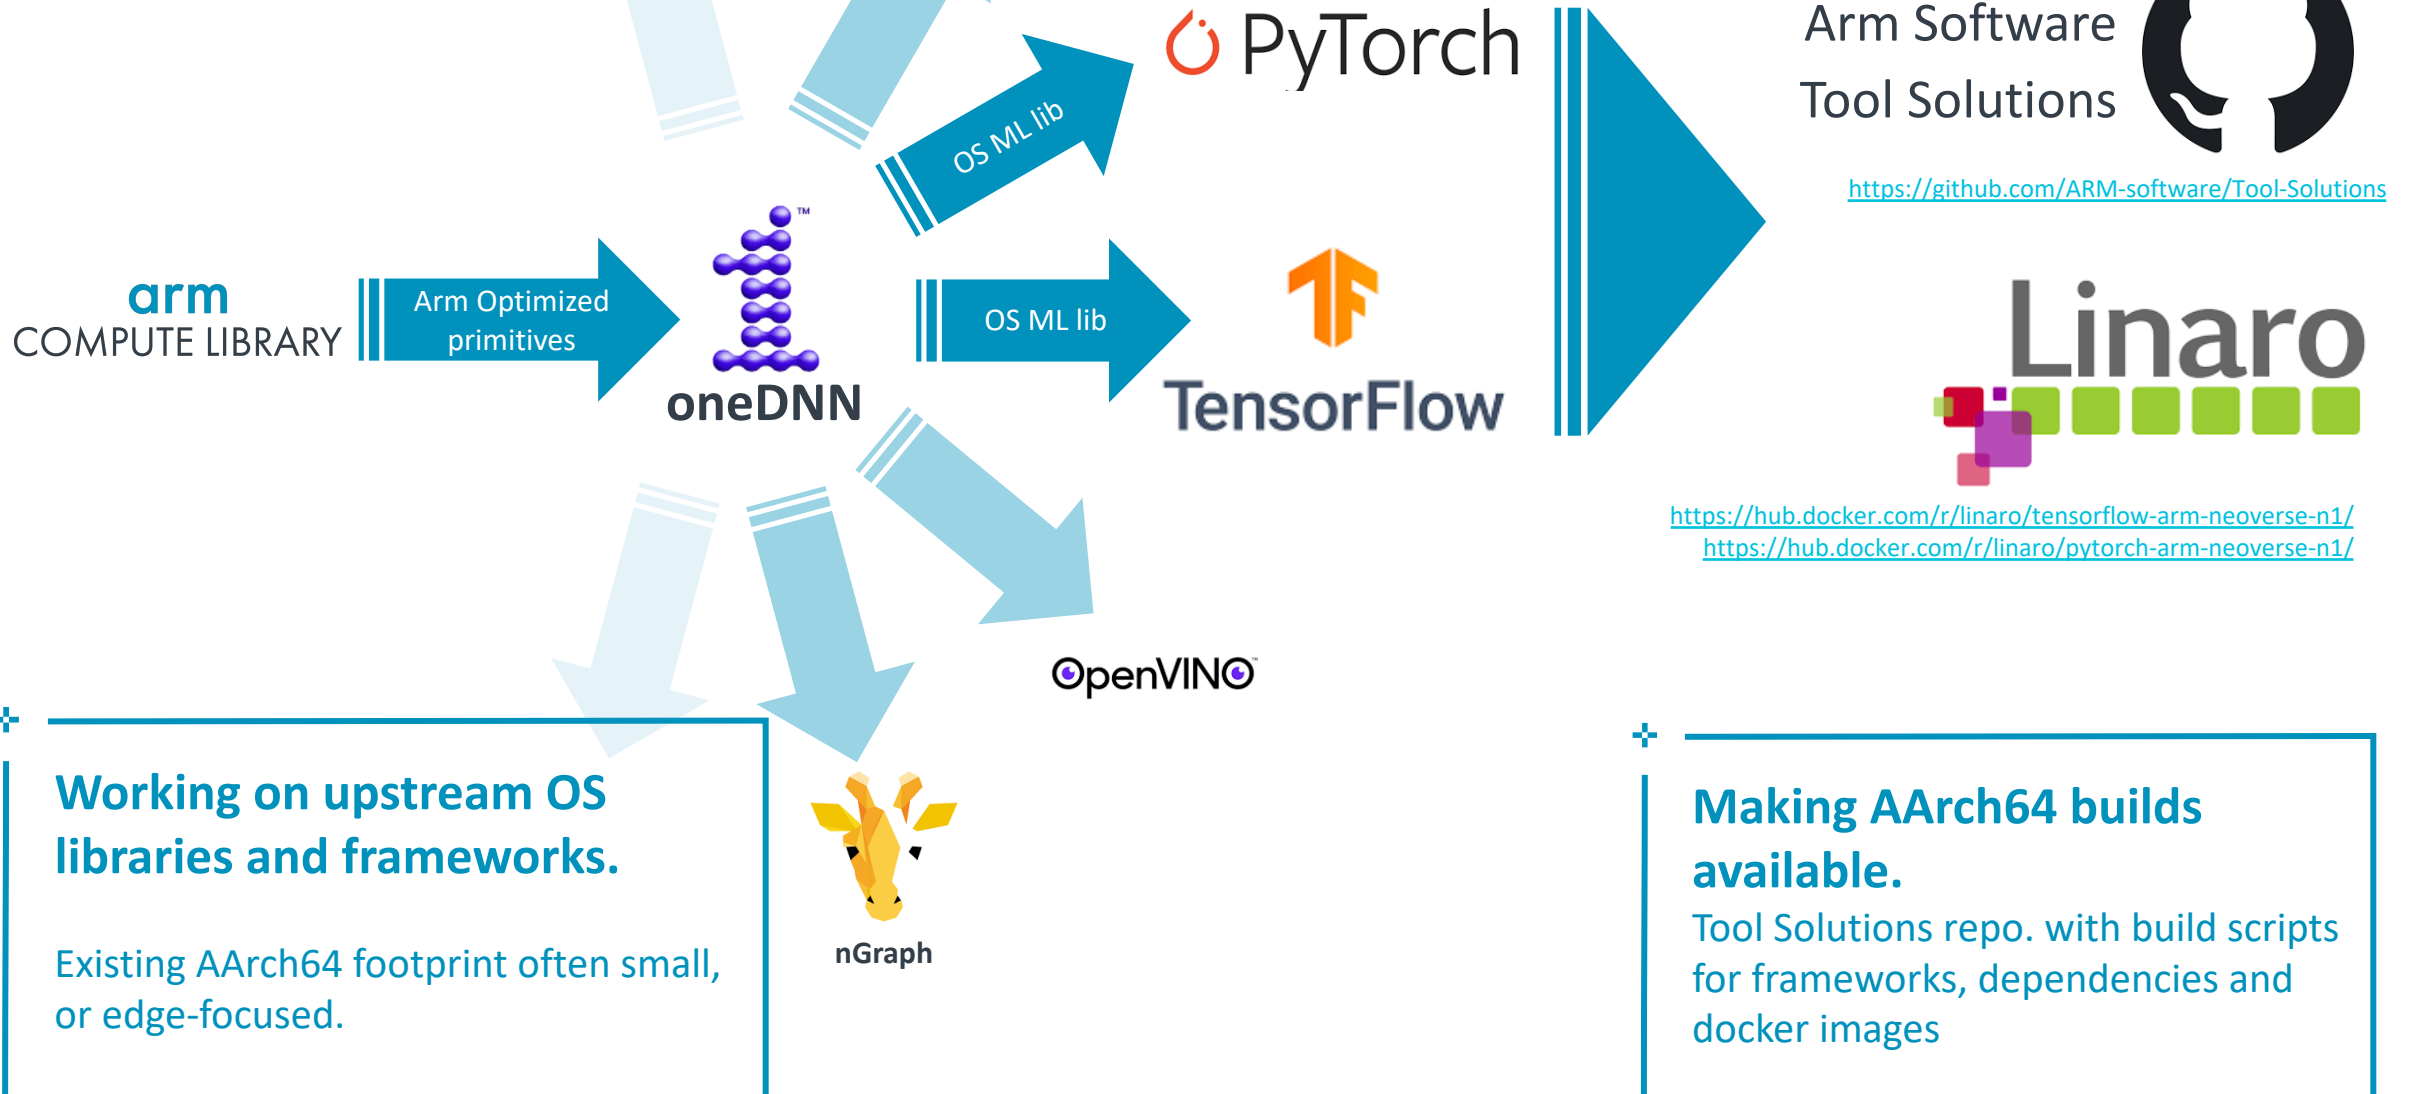 PyTorch
Arm Software
Tool Solutions
OS ML lib
https://github.com/ARM-software/Tool-Solutions
arm
COMPUTE LIBRARY
Arm Optimized
primitives
™
oneDNN
OS ML lib
TensorFlow
Linaro
https://hub.docker.com/r/linaro/tensorflow-arm-neoverse-n1/
https://hub.docker.com/r/linaro/pytorch-arm-neoverse-n1/
OpenVINO™
nGraph
Working on upstream OS
libraries and frameworks.
Existing AArch64 footprint often small,
or edge-focused.
Making AArch64 builds
available.
Tool Solutions repo. with build scripts
for frameworks, dependencies and
docker images